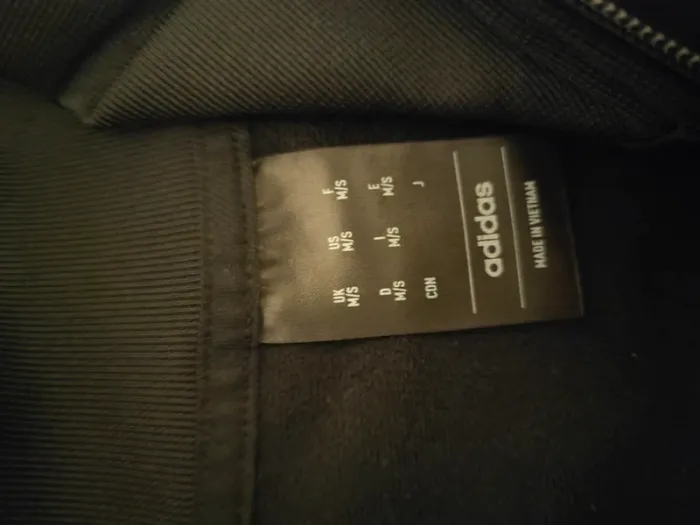 UK US F
M/S M/S M/S
D I E
M/S M/S M/S
CDN J
adidas
MADE IN VIETNAM